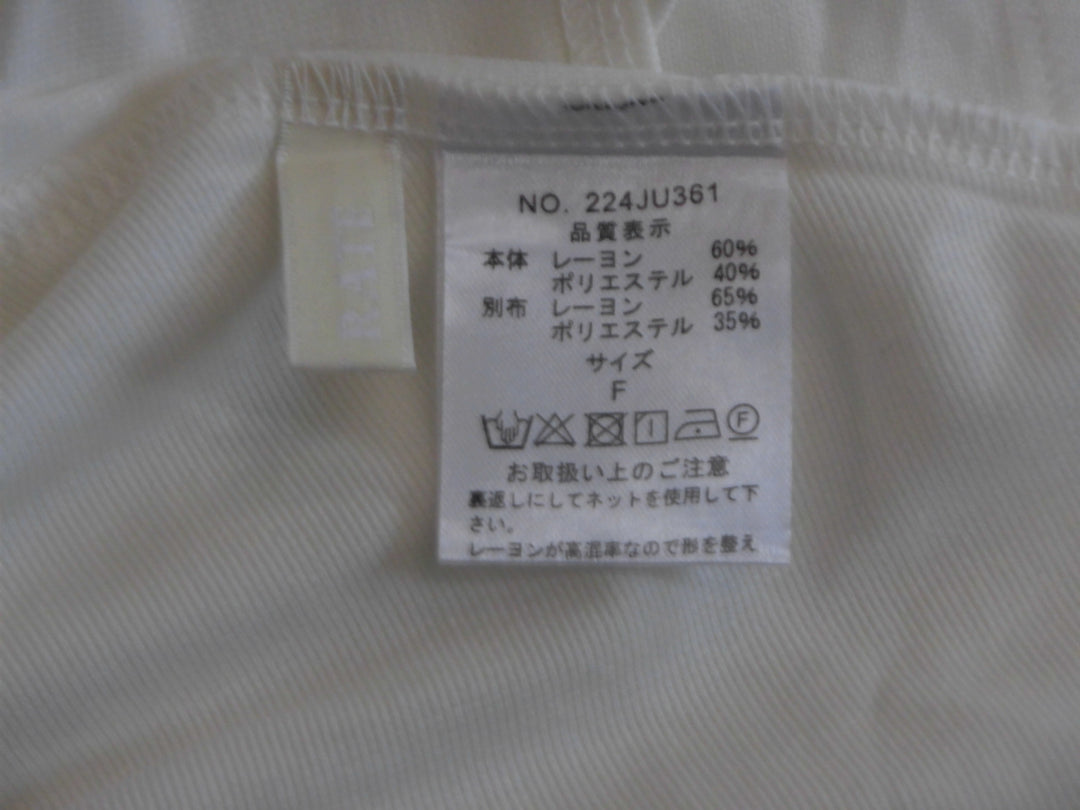 NO. 224JU361
品質表示
本体 レーヨン 60%
ポリエステル 40%
別布 レーヨン 65%
ポリエステル 35%
サイズ
F
F
お取扱い上のご注意
裏返しにしてネットを使用して下
さい。
レーヨンが高混率なので形を整え
RATE